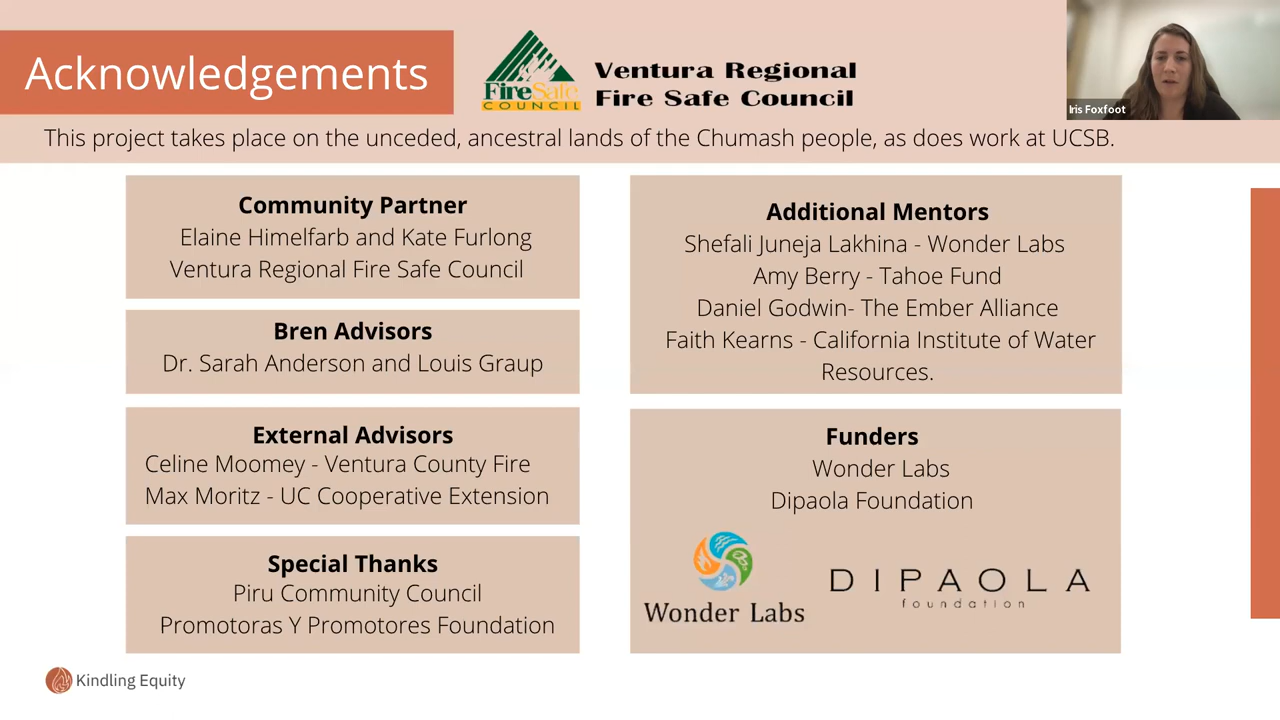 Acknowledgements
FireSafe
COUNCIL
Ventura Regional
Fire Safe Council
Iris Foxfoot
This project takes place on the unceded, ancestral lands of the Chumash people, as does work at UCSB.
Community Partner
Elaine Himelfarb and Kate Furlong
Ventura Regional Fire Safe Council
Bren Advisors
Dr. Sarah Anderson and Louis Graup
External Advisors
Celine Moomey - Ventura County Fire
Max Moritz - UC Cooperative Extension
Special Thanks
Piru Community Council
Promotoras Y Promotores Foundation
Additional Mentors
Shefali Juneja Lakhina - Wonder Labs
Amy Berry - Tahoe Fund
Daniel Godwin- The Ember Alliance
Faith Kearns - California Institute of Water
Resources.
Funders
Wonder Labs
Dipaola Foundation
Wonder Labs
DIPAOLA
foundation
Kindling Equity